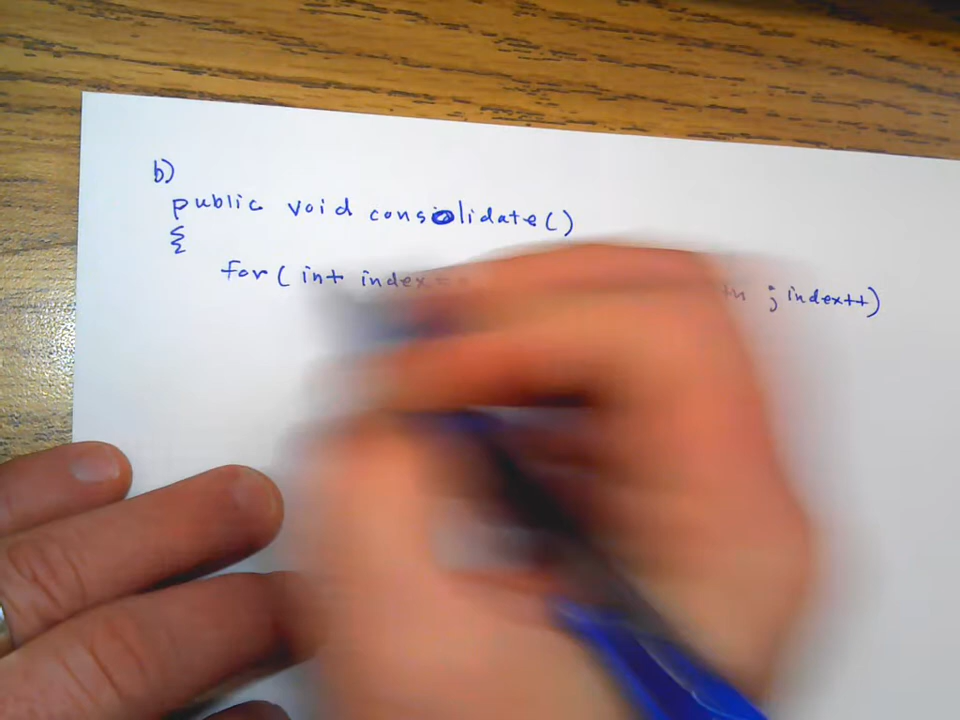 b)
public void consolidate()
{
for( int index = ; index++)